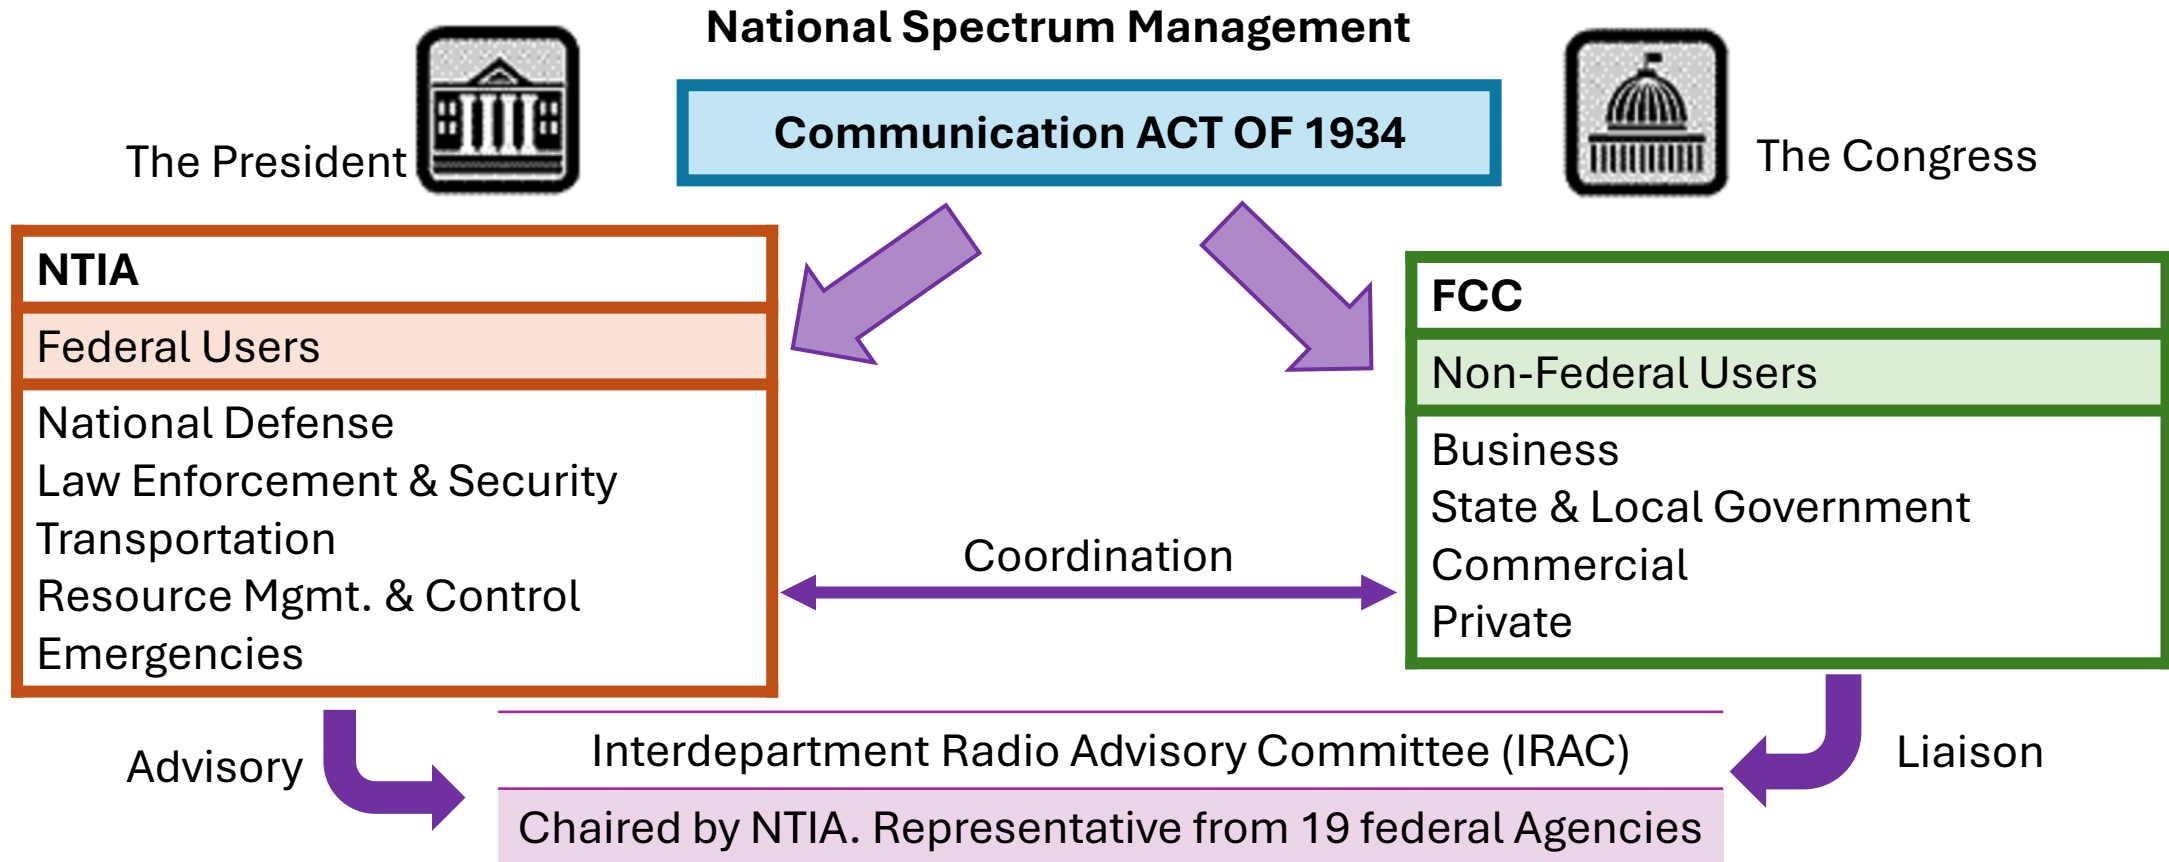 National Spectrum Management
The President
Communication ACT OF 1934
The Congress
NTIA
Federal Users
National Defense
Law Enforcement & Security
Transportation
Resource Mgmt. & Control
Emergencies
FCC
Non-Federal Users
Business
State & Local Government
Commercial
Private
Coordination
Advisory
Interdepartment Radio Advisory Committee (IRAC)
Chaired by NTIA. Representative from 19 federal Agencies
Liaison